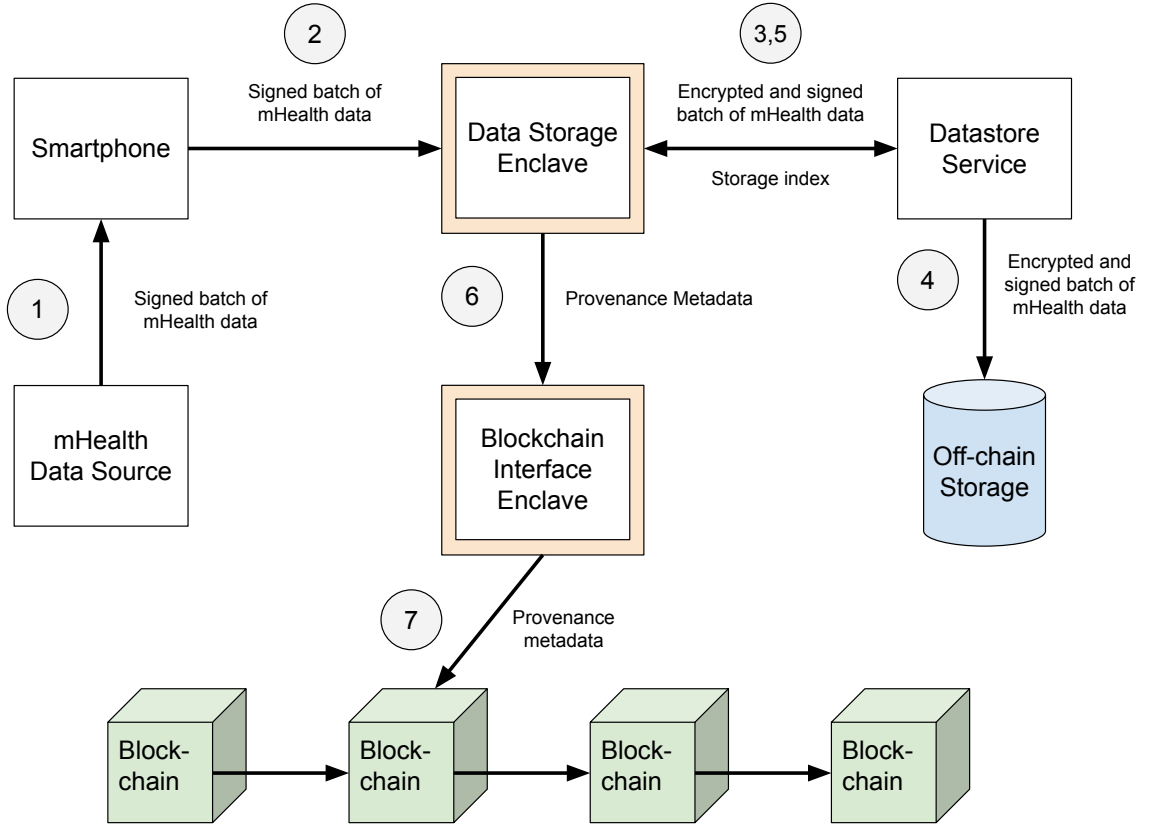 2
3,5
Signed batch of
mHealth data
Encrypted and signed
batch of mHealth data
Smartphone
Data Storage
Enclave
Datastore
Service
Storage index
1
Signed batch of
mHealth data
6
Provenance Metadata
4
Encrypted and
signed batch of
mHealth data
mHealth
Data Source
Blockchain
Interface
Enclave
Off-chain
Storage
7
Provenance
metadata
Block-
chain
Block-
chain
Block-
chain
Block-
chain